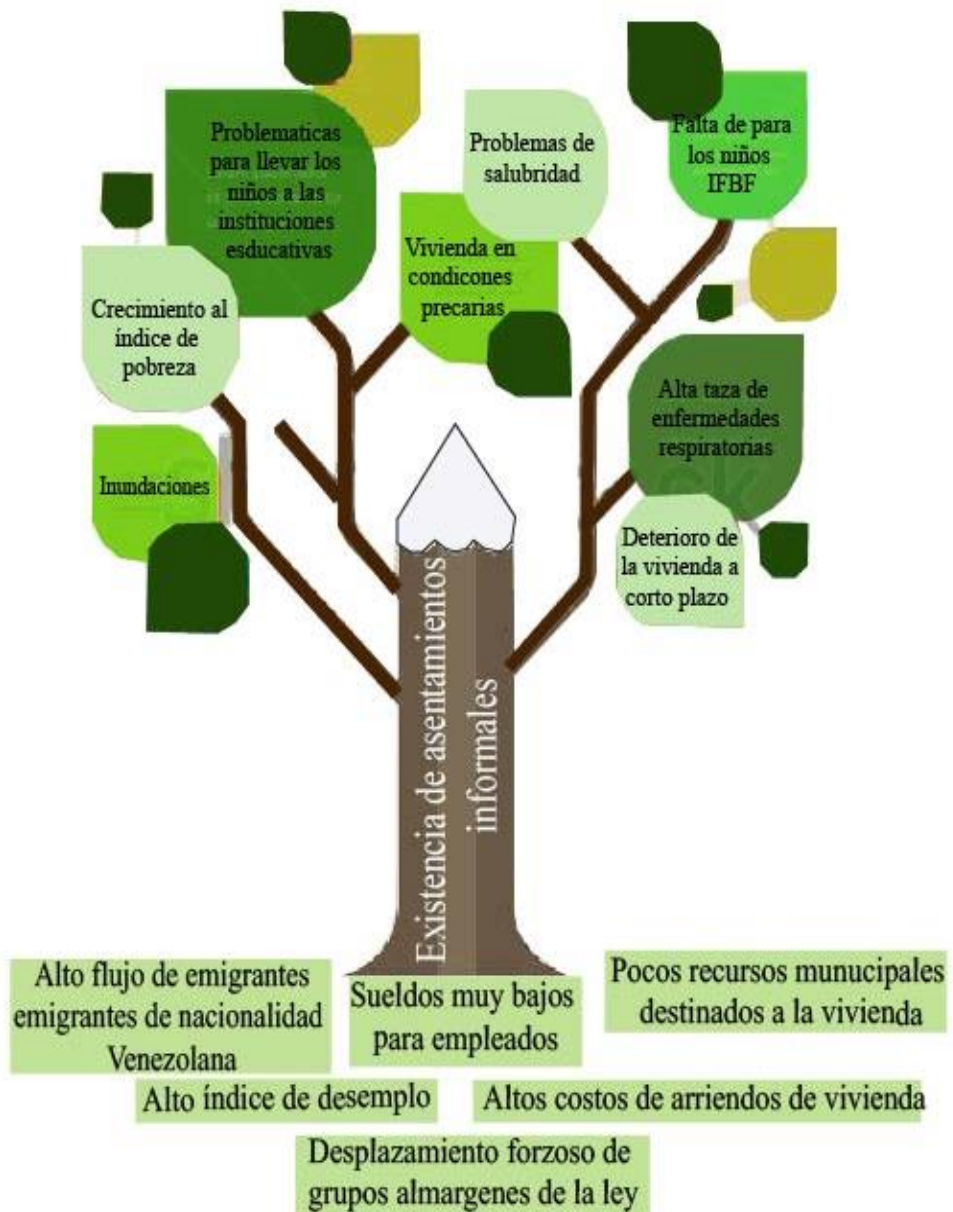 Problematicas
para llevar los
niños a las
instituciones
esducativas
Problemas de
salubridad
Falta de para
los niños
IFBF
Vivienda en
condicones
precarias
Crecimiento al
índice de
pobreza
Alta taza de
enfermedades
respiratorias
Inundaciones
Deterioro de
la vivienda a
corto plazo
Existencia de asentamientos
informales
Alto flujo de emigrantes
emigrantes de nacionalidad
Venezolana
Sueldos muy bajos
para empleados
Pocos recursos munucipales
destinados a la vivienda
Alto índice de desemplo
Altos costos de arriendos de vivienda
Desplazamiento forzoso de
grupos almargenes de la ley